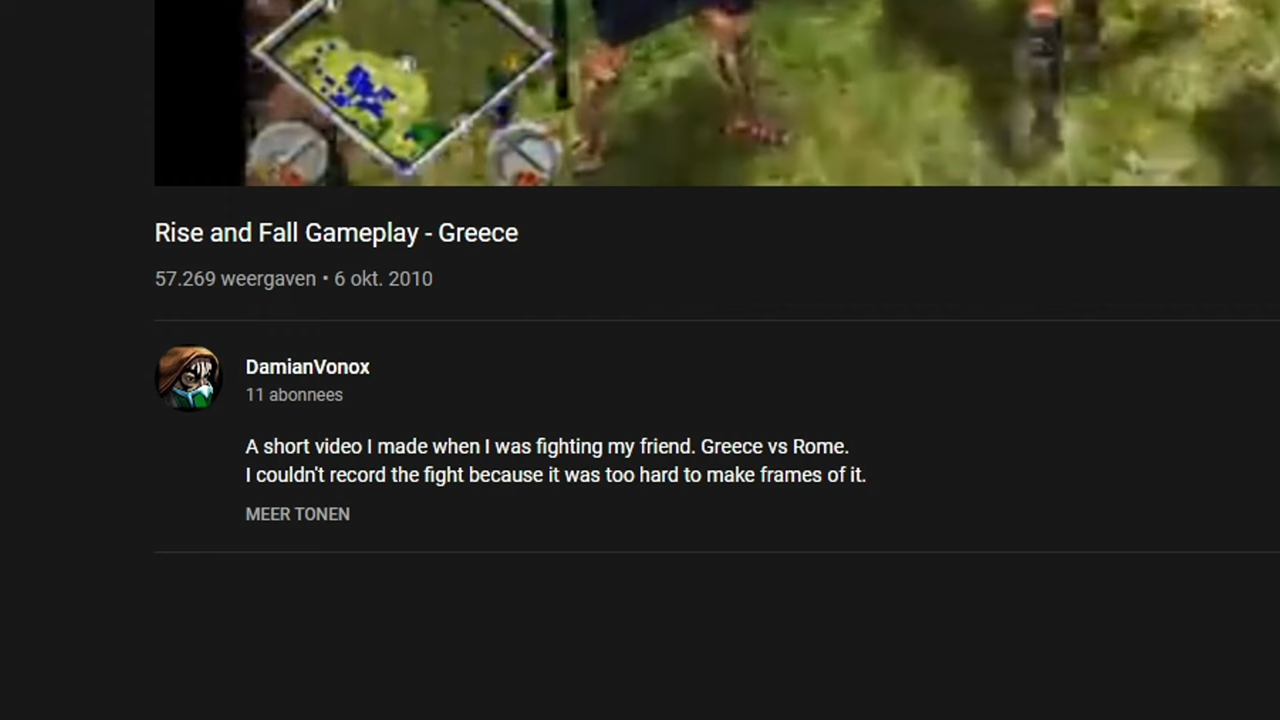 Rise and Fall Gameplay - Greece
57.269 weergaven • 6 okt. 2010
DamianVonox
11 abonnees
A short video I made when I was fighting my friend. Greece vs Rome.
I couldn't record the fight because it was too hard to make frames of it.
MEER TONEN